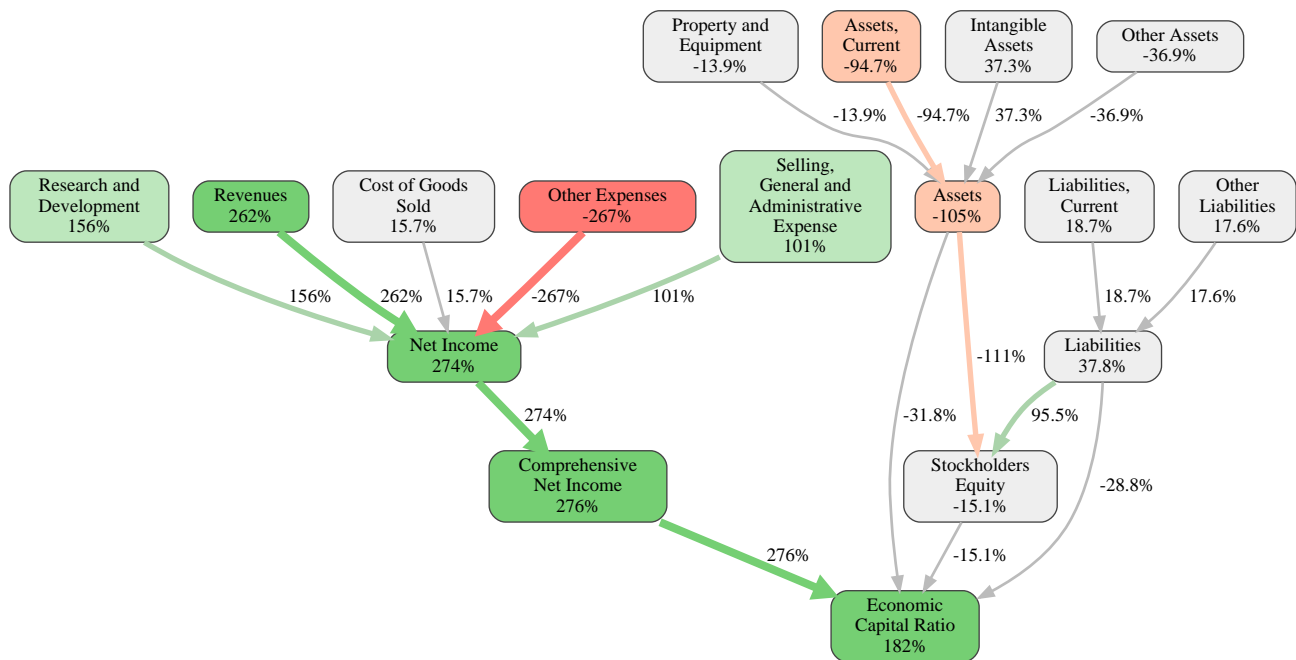 Property and
Equipment
-13.9%
Assets,
Current
-94.7%
Intangible
Assets
37.3%
Other Assets
-36.9%
-13.9%
-94.7%
37.3%
-36.9%
Research and
Development
156%
Revenues
262%
Cost of Goods
Sold
15.7%
Other Expenses
-267%
Selling,
General and
Administrative
Expense
101%
Assets
-105%
Liabilities,
Current
18.7%
Other
Liabilities
17.6%
156%
262%
15.7%
-267%
101%
18.7%
17.6%
Net Income
274%
-111%
Liabilities
37.8%
274%
-31.8%
95.5%
Comprehensive
Net Income
276%
Stockholders
Equity
-15.1%
-28.8%
276%
-15.1%
Economic
Capital Ratio
182%